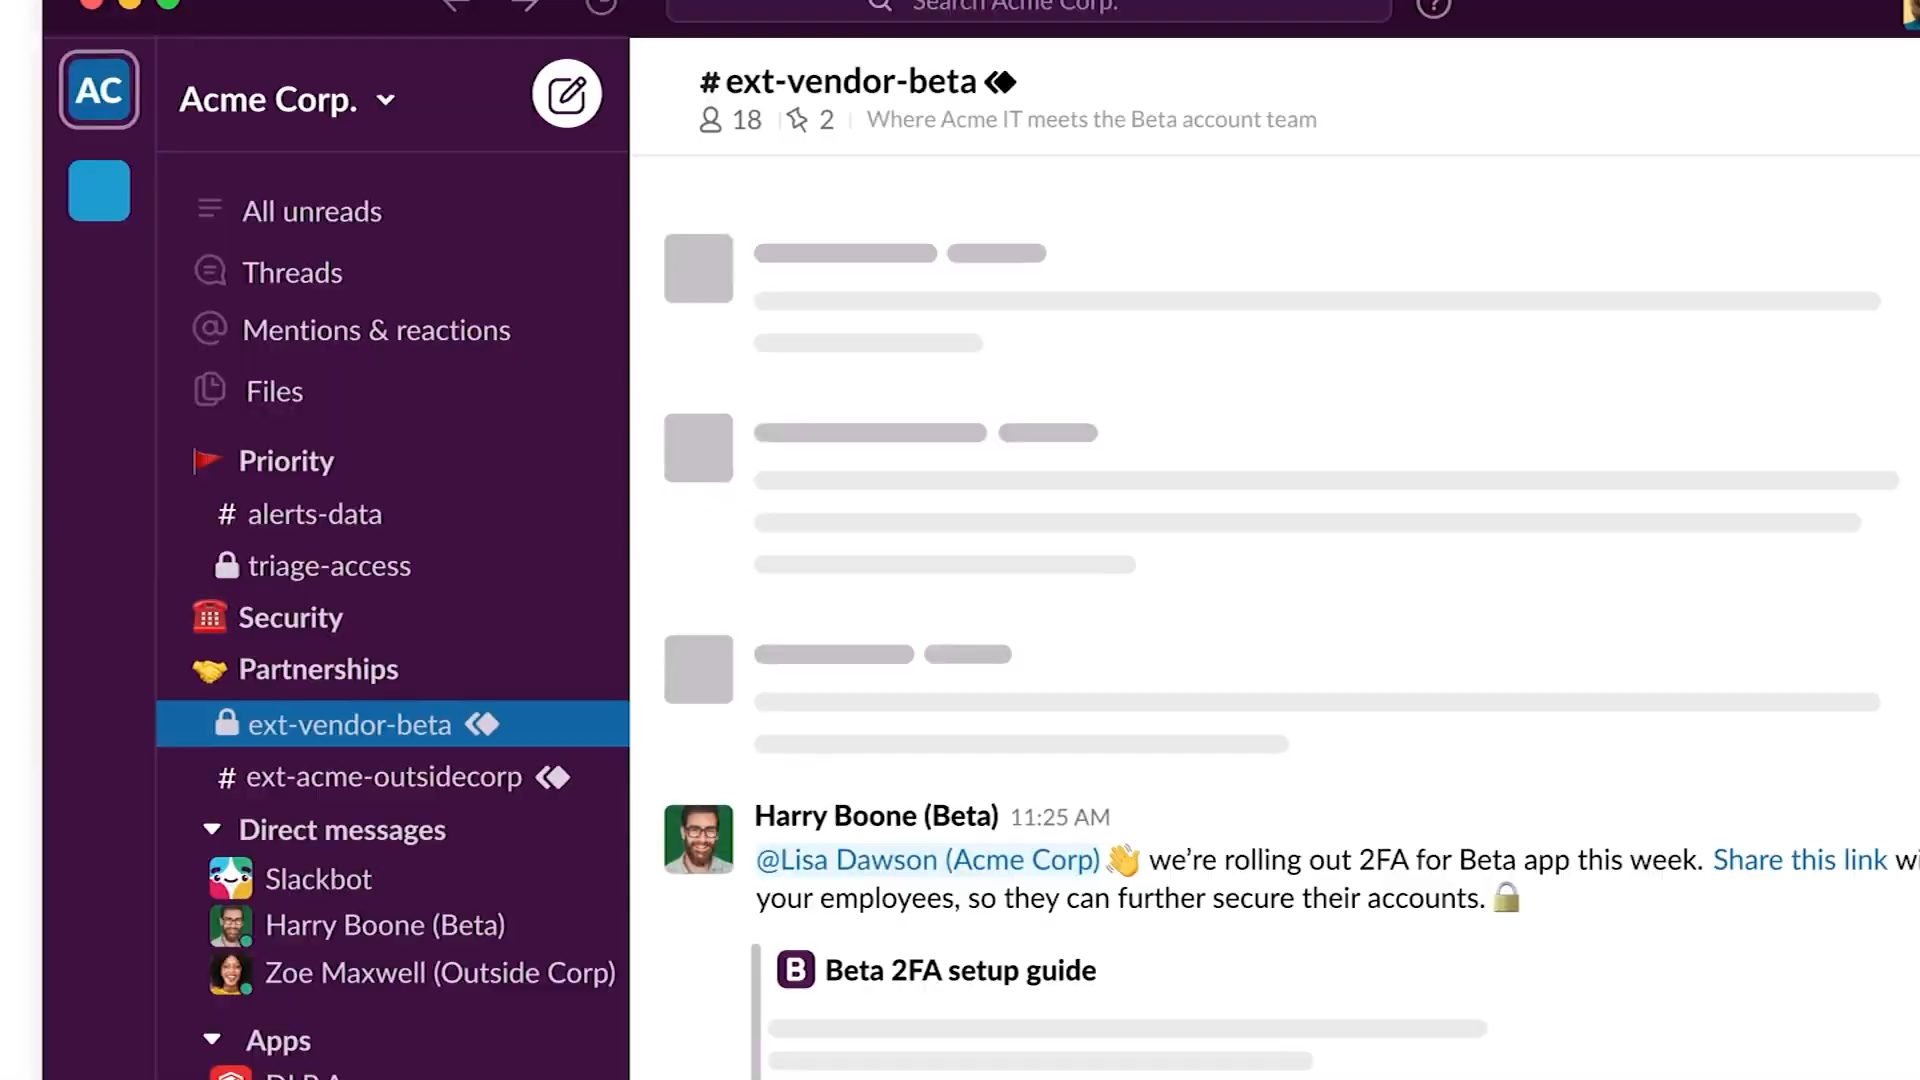 Search Acme Corp.
AC
Acme Corp.
# ext-vendor-beta
18 2 Where Acme IT meets the Beta account team
All unreads
Threads
Mentions & reactions
Files
Priority
# alerts-data
triage-access
Security
Partnerships
ext-vendor-beta
# ext-acme-outsidecorp
Direct messages
Slackbot
Harry Boone (Beta)
Zoe Maxwell (Outside Corp)
Apps
Harry Boone (Beta) 11:25 AM
@Lisa Dawson (Acme Corp) 👋 we’re rolling out 2FA for Beta app this week. Share this link
your employees, so they can further secure their accounts. 🔒
B Beta 2FA setup guide